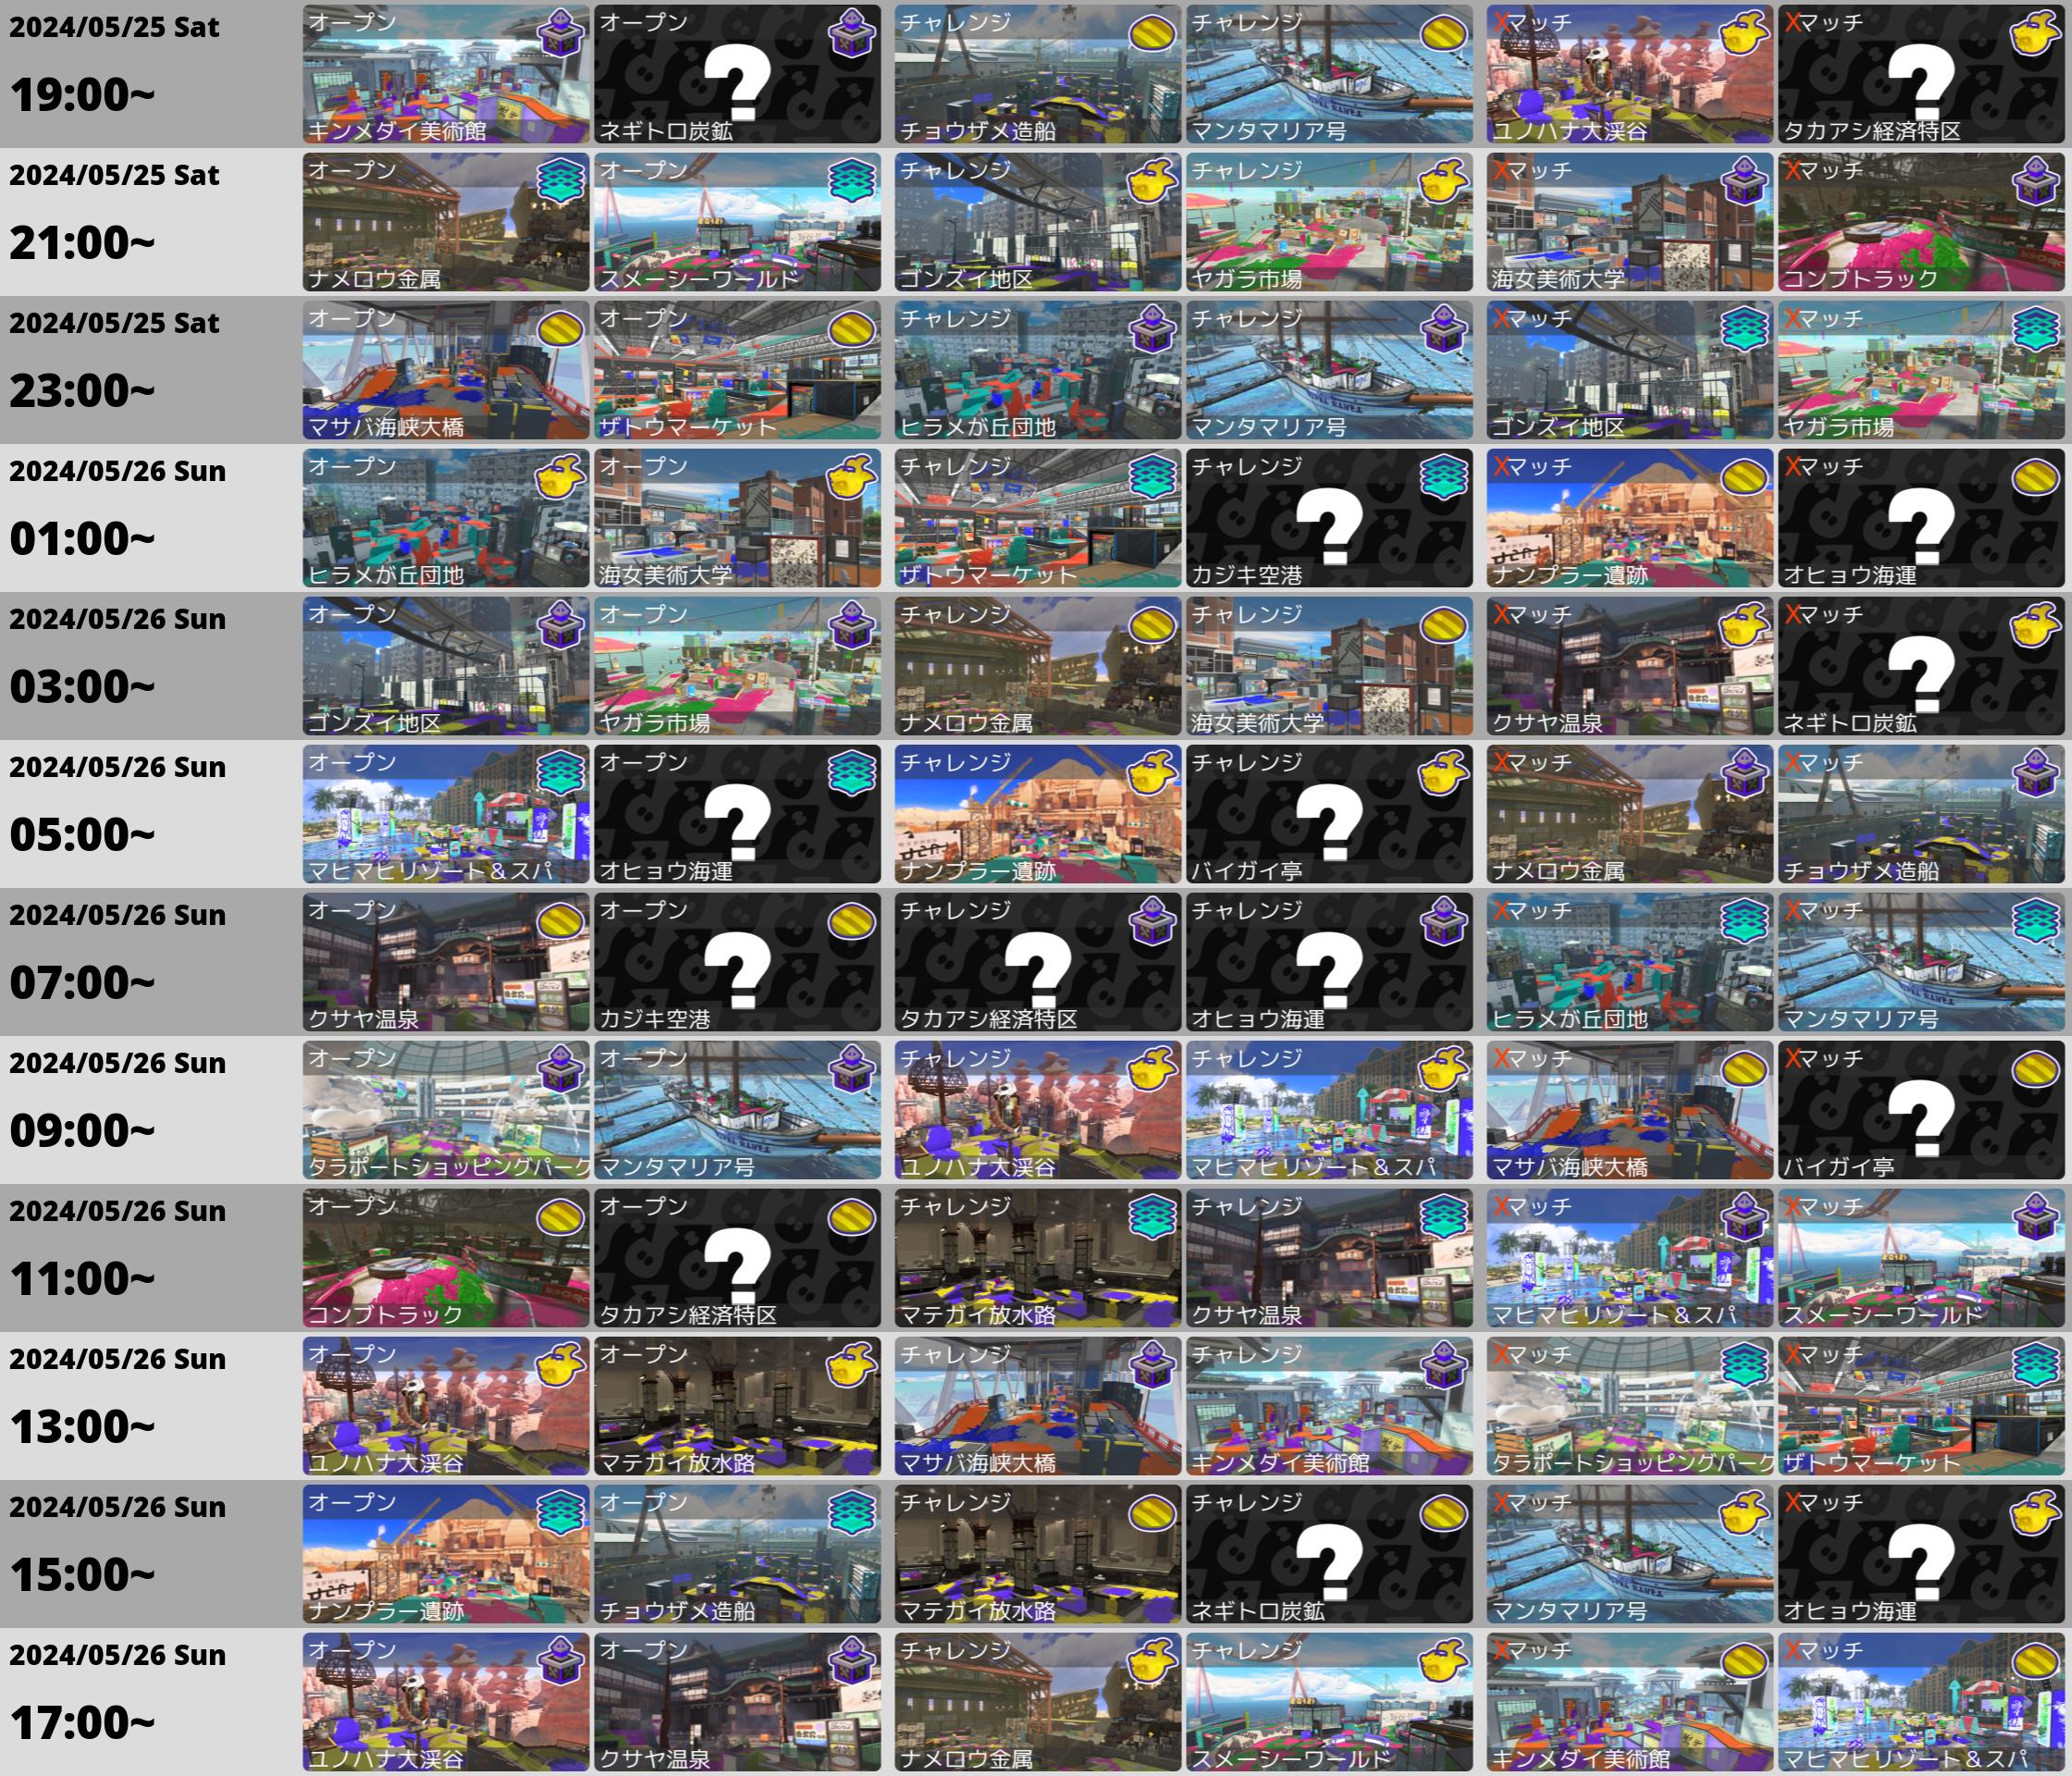 2024/05/25 Sat
19:00~
オープン
キンメダイ美術館
オープン
ネギトロ炭鉱
チャレンジ
チョウザメ造船
チャレンジ
マンタマリア号
Xマッチ
ユノハナ大渓谷
Xマッチ
タカアシ経済特区
2024/05/25 Sat
21:00~
オープン
ナメロウ金属
オープン
スメーシーワールド
チャレンジ
ゴンズイ地区
チャレンジ
ヤガラ市場
Xマッチ
海女美術大学
Xマッチ
コンブトラック
2024/05/25 Sat
23:00~
オープン
マサバ海峡大橋
オープン
ザトウマーケット
チャレンジ
ヒラメが丘団地
チャレンジ
マンタマリア号
Xマッチ
ゴンズイ地区
Xマッチ
ヤガラ市場
2024/05/26 Sun
01:00~
オープン
ヒラメが丘団地
オープン
海女美術大学
チャレンジ
ザトウマーケット
チャレンジ
カジキ空港
Xマッチ
ナンプラー遺跡
Xマッチ
オヒョウ海運
2024/05/26 Sun
03:00~
オープン
ゴンズイ地区
オープン
ヤガラ市場
チャレンジ
ナメロウ金属
チャレンジ
海女美術大学
Xマッチ
クサヤ温泉
Xマッチ
ネギトロ炭鉱
2024/05/26 Sun
05:00~
オープン
マヒマヒリゾート＆スパ
オープン
オヒョウ海運
チャレンジ
ナンプラー遺跡
チャレンジ
バイガイ亭
Xマッチ
ナメロウ金属
Xマッチ
チョウザメ造船
2024/05/26 Sun
07:00~
オープン
クサヤ温泉
オープン
カジキ空港
チャレンジ
タカアシ経済特区
チャレンジ
オヒョウ海運
Xマッチ
ヒラメが丘団地
Xマッチ
マンタマリア号
2024/05/26 Sun
09:00~
オープン
タラポートショッピングパーク
オープン
マンタマリア号
チャレンジ
ユノハナ大渓谷
チャレンジ
マヒマヒリゾート＆スパ
Xマッチ
マサバ海峡大橋
Xマッチ
バイガイ亭
2024/05/26 Sun
11:00~
オープン
コンブトラック
オープン
タカアシ経済特区
チャレンジ
マテガイ放水路
チャレンジ
クサヤ温泉
Xマッチ
マヒマヒリゾート＆スパ
Xマッチ
スメーシーワールド
2024/05/26 Sun
13:00~
オープン
ユノハナ大渓谷
オープン
マテガイ放水路
チャレンジ
マサバ海峡大橋
チャレンジ
キンメダイ美術館
Xマッチ
タラポートショッピングパーク
Xマッチ
ザトウマーケット
2024/05/26 Sun
15:00~
オープン
ナンプラー遺跡
オープン
チョウザメ造船
チャレンジ
マテガイ放水路
チャレンジ
ネギトロ炭鉱
Xマッチ
マンタマリア号
Xマッチ
オヒョウ海運
2024/05/26 Sun
17:00~
オープン
ユノハナ大渓谷
オープン
クサヤ温泉
チャレンジ
ナメロウ金属
チャレンジ
スメーシーワールド
Xマッチ
キンメダイ美術館
Xマッチ
マヒマヒリゾート＆スパ